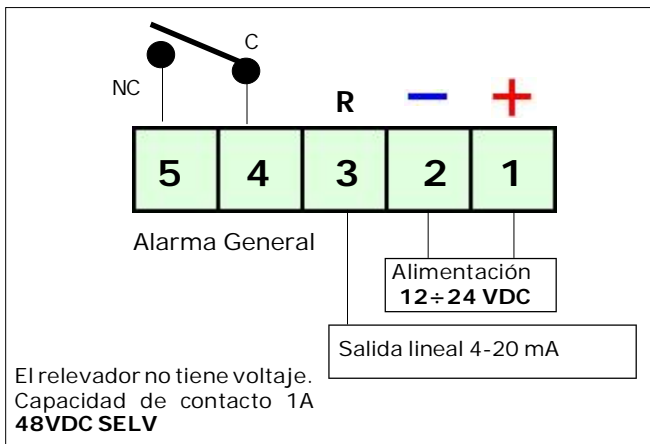 C
NC
R − +
5 4 3 2 1
Alarma General
Alimentación
12÷24 VDC
Salida lineal 4-20 mA
El relevador no tiene voltaje.
Capacidad de contacto 1A
48VDC SELV